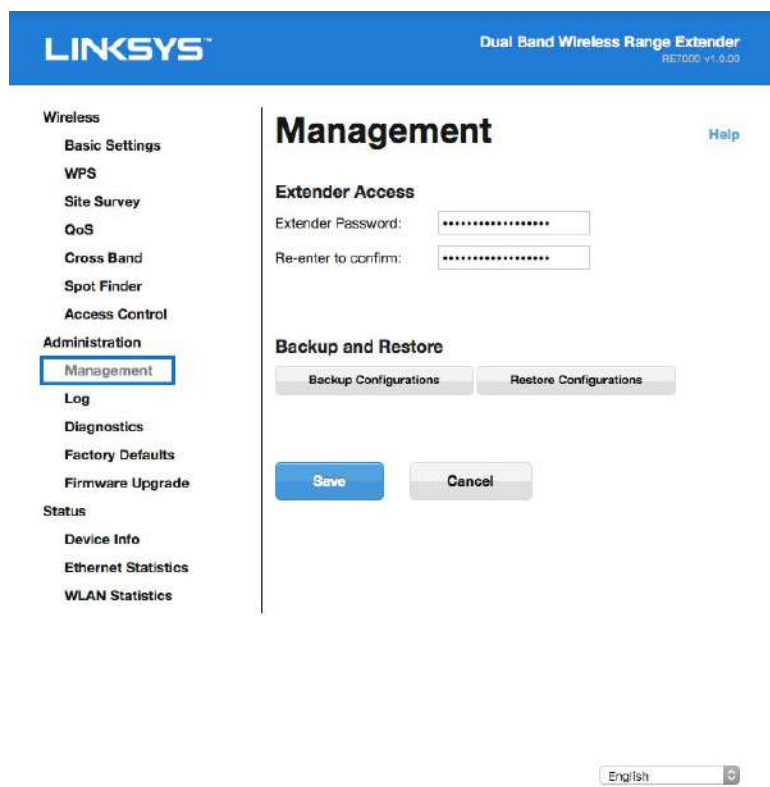 LINKSYS™
Dual Band Wireless Range Extender
RE7000 v1.0.00
Wireless
Basic Settings
WPS
Site Survey
QoS
Cross Band
Spot Finder
Access Control
Administration
Management
Log
Diagnostics
Factory Defaults
Firmware Upgrade
Status
Device Info
Ethernet Statistics
WLAN Statistics
Management
Help
Extender Access
Extender Password: ••••••••••••••••••
Re-enter to confirm: ••••••••••••••••••
Backup and Restore
Backup Configurations Restore Configurations
Save Cancel
English